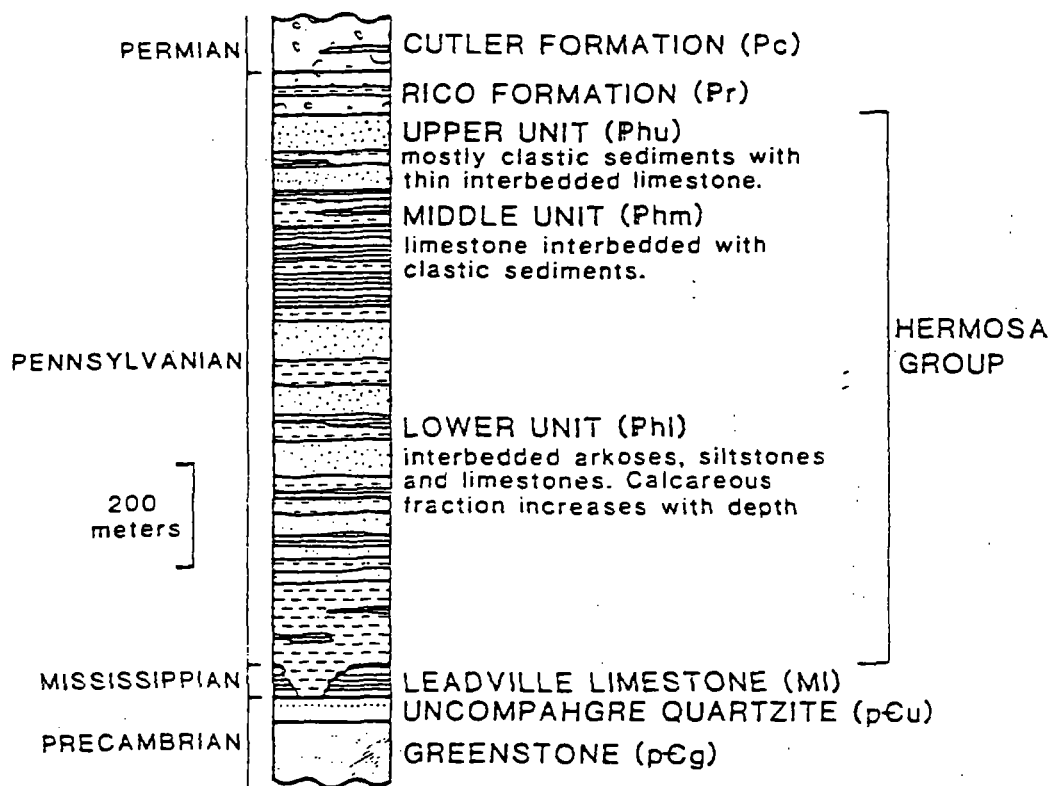 PERMIAN
CUTLER FORMATION (Pc)
RICO FORMATION (Pr)
UPPER UNIT (Phu)
mostly clastic sediments with
thin interbedded limestone.
MIDDLE UNIT (Phm)
limestone interbedded with
clastic sediments.
HERMOSA
GROUP
PENNSYLVANIAN
LOWER UNIT (Phl)
interbedded arkoses, siltstones
and limestones. Calcareous
fraction increases with depth
200
meters
MISSISSIPPIAN
LEADVILLE LIMESTONE (Ml)
UNCOMPAHGRE QUARTZITE (p€u)
PRECAMBRIAN
GREENSTONE (p€g)